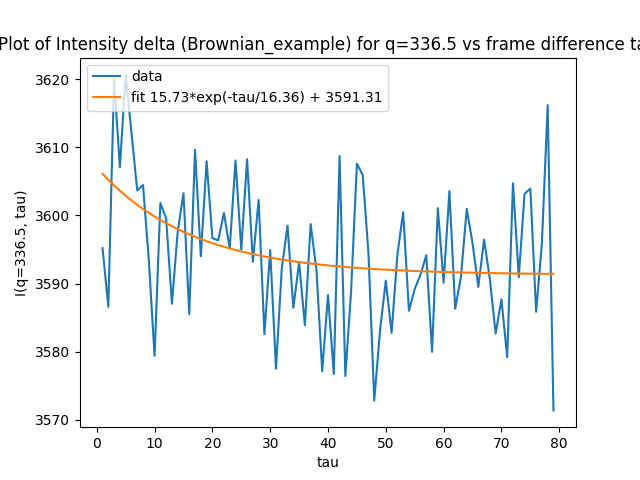 Plot of Intensity delta (Brownian_example) for q=336.5 vs frame difference
data
fit 15.73*exp(-tau/16.36) + 3591.31
3620
3610
3600
3590
3580
3570
I(q=336.5, tau)
0 10 20 30 40 50 60 70 80
tau